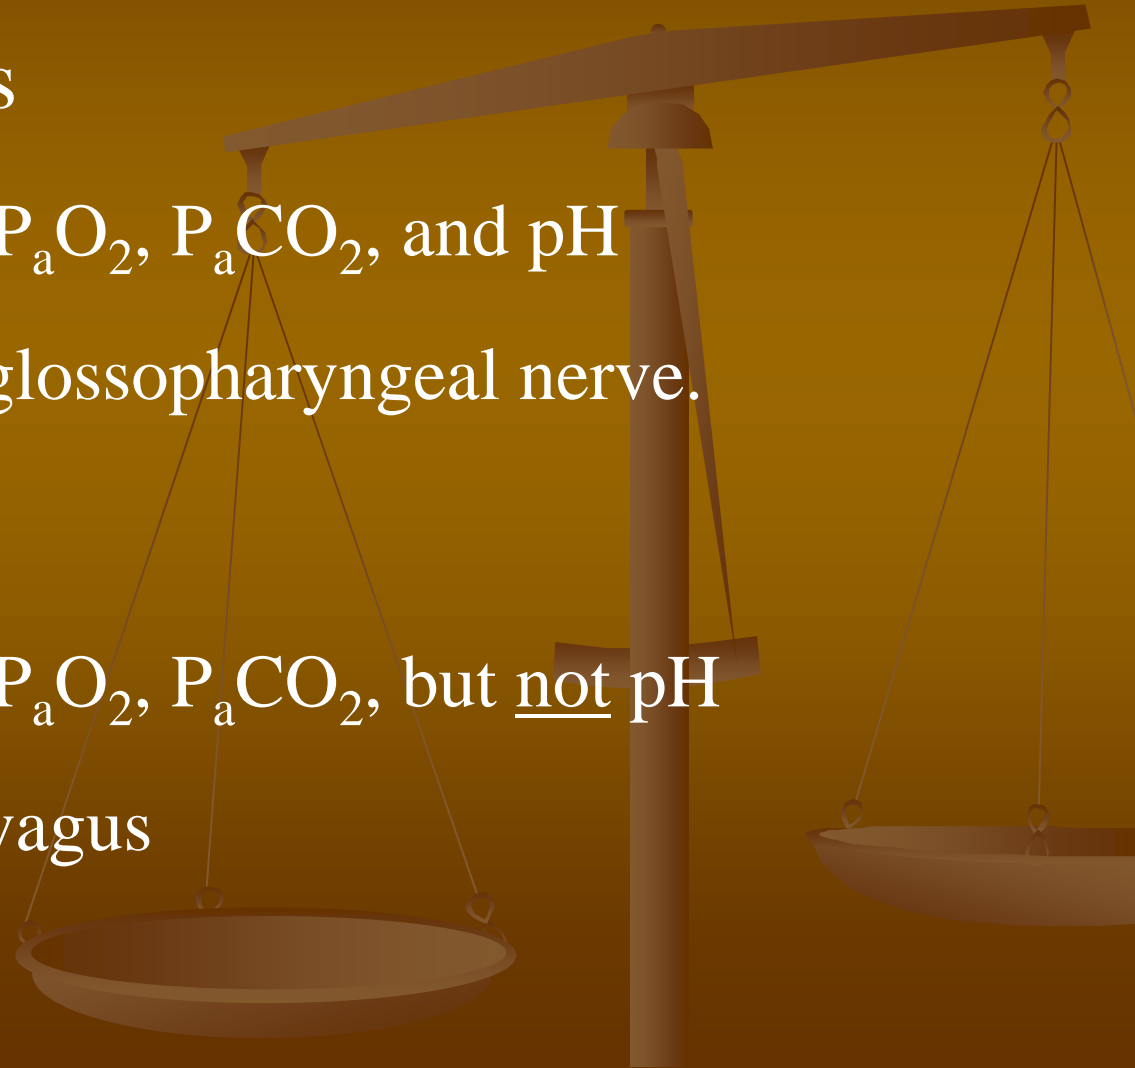 s
PaO2, PaCO2, and pH
glossopharyngeal nerve.
PaO2, PaCO2, but not pH
vagus